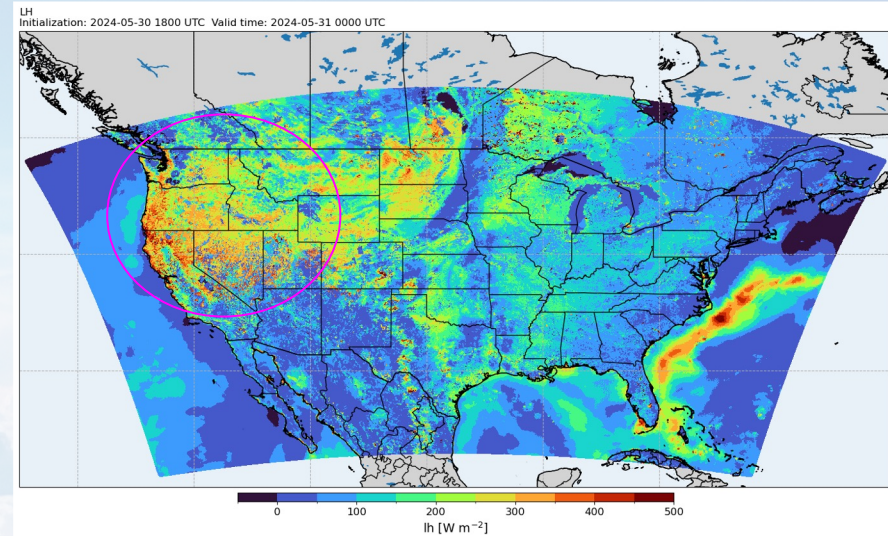 LH
Initialization: 2024-05-30 1800 UTC  Valid time: 2024-05-31 0000 UTC
0 100 200 300 400 500
lh [W m⁻²]